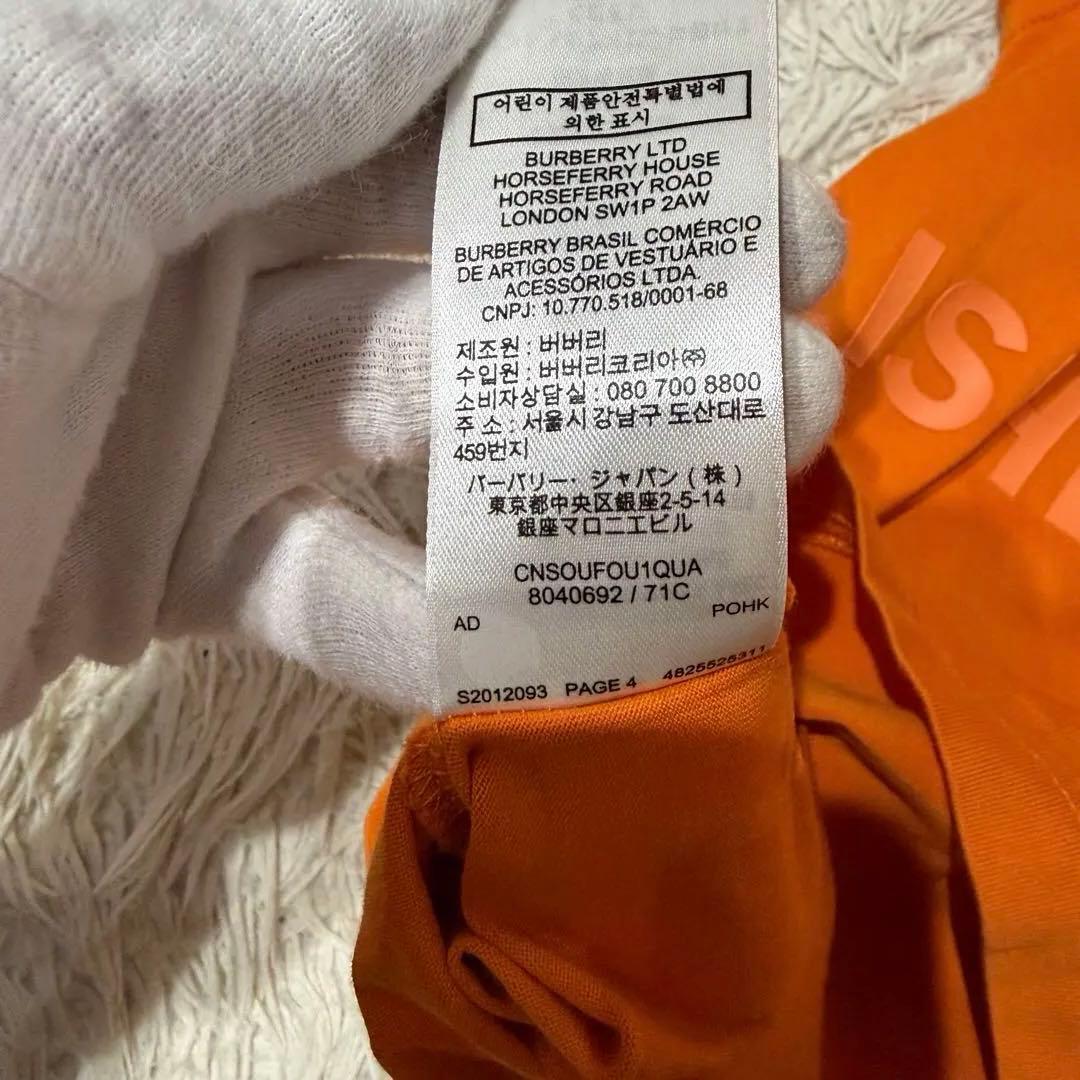 어린이 제품안전특별법에
의한 표시
BURBERRY LTD
HORSEFERRY HOUSE
HORSEFERRY ROAD
LONDON SW1P 2AW
BURBERRY BRASIL COMÉRCIO
DE ARTIGOS DE VESTUÁRIO E
ACESSÓRIOS LTDA.
CNPJ: 10.770.518/0001-68
제조원 : 버버리
수입원 : 버버리코리아㈜
소비자상담실 : 080 700 8800
주 소 : 서울시 강남구 도산대로
459번지
バーバリー・ジャパン(株)
東京都中央区銀座2-5-14
銀座マロニエビル
CNSOUFOU1QUA
8040692 / 71C
AD
POHK
S2012093 PAGE 4 4825525311
IS